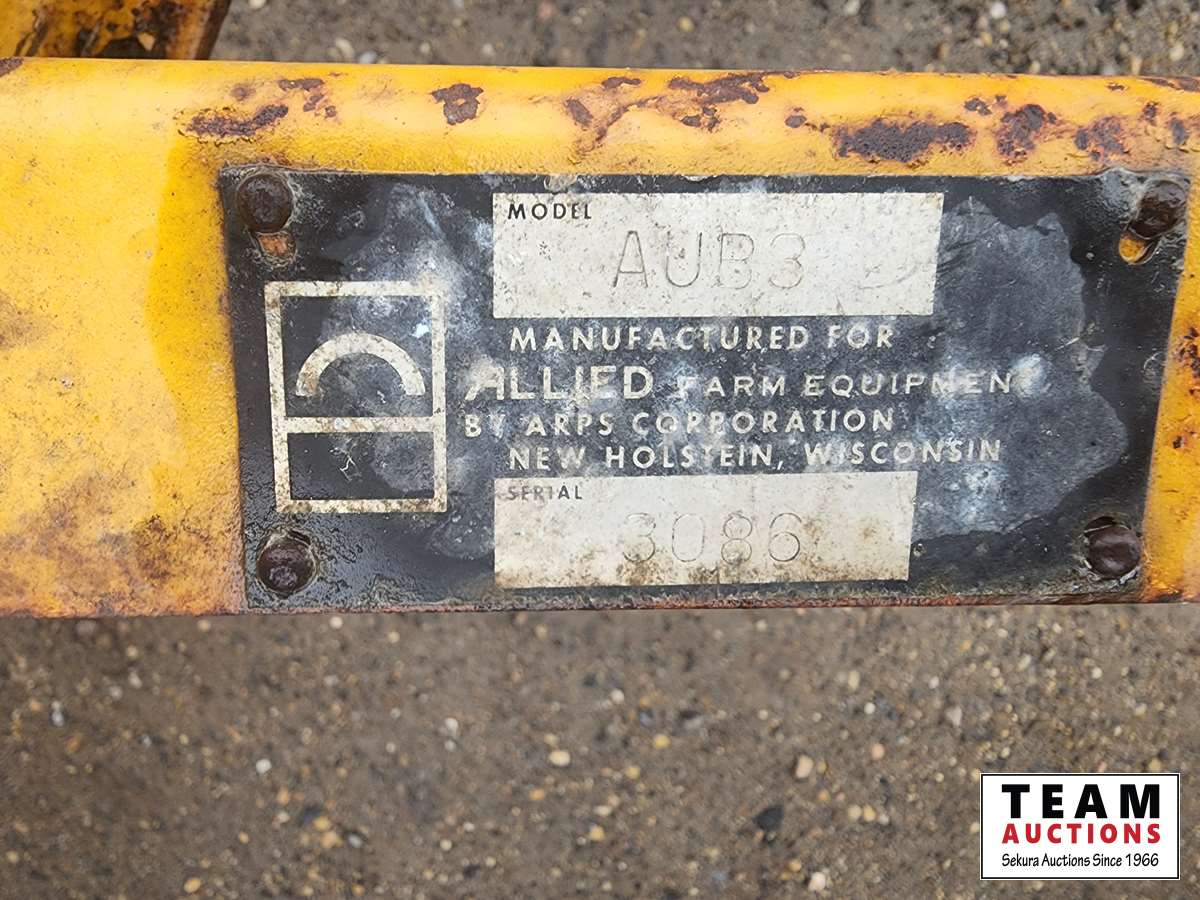 MODEL
AUB3
MANUFACTURED FOR
ALLIED FARM EQUIPMEN
BY ARPS CORPORATION
NEW HOLSTEIN, WISCONSIN
SERIAL
3086
TEAM
AUCTIONS
Sekura Auctions Since 1966